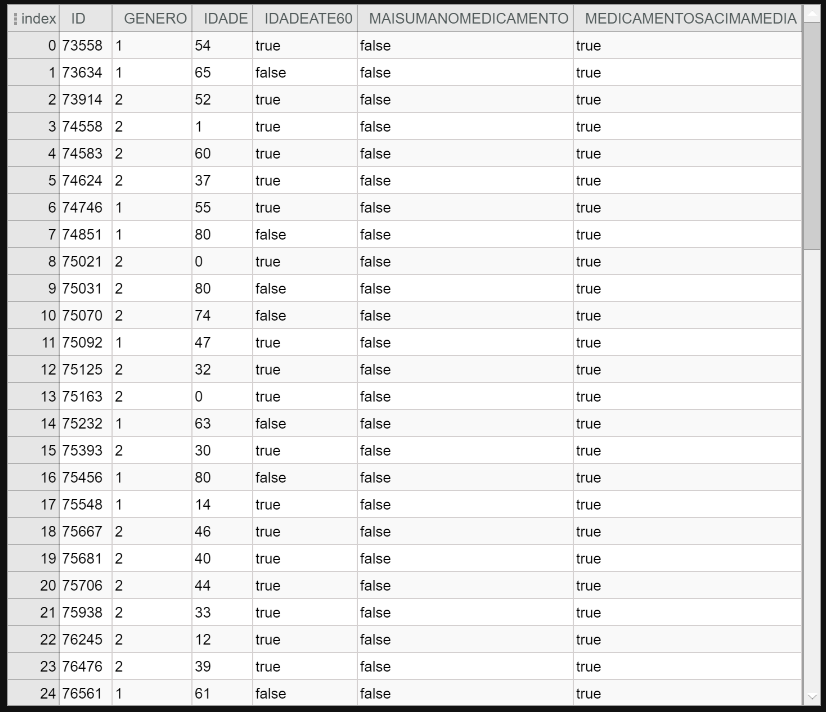 index ID GENERO IDADE IDADEATE60 MAISUMANOMEDICAMENTO MEDICAMENTOSACIMAMEDIA
0 73558 1 54 true false true
1 73634 1 65 false false true
2 73914 2 52 true false true
3 74558 2 1 true false true
4 74583 2 60 true false true
5 74624 2 37 true false true
6 74746 1 55 true false true
7 74851 1 80 false false true
8 75021 2 0 true false true
9 75031 2 80 false false true
10 75070 2 74 false false true
11 75092 1 47 true false true
12 75125 2 32 true false true
13 75163 2 0 true false true
14 75232 1 63 false false true
15 75393 2 30 true false true
16 75456 1 80 false false true
17 75548 1 14 true false true
18 75667 2 46 true false true
19 75681 2 40 true false true
20 75706 2 44 true false true
21 75938 2 33 true false true
22 76245 2 12 true false true
23 76476 2 39 true false true
24 76561 1 61 false false true